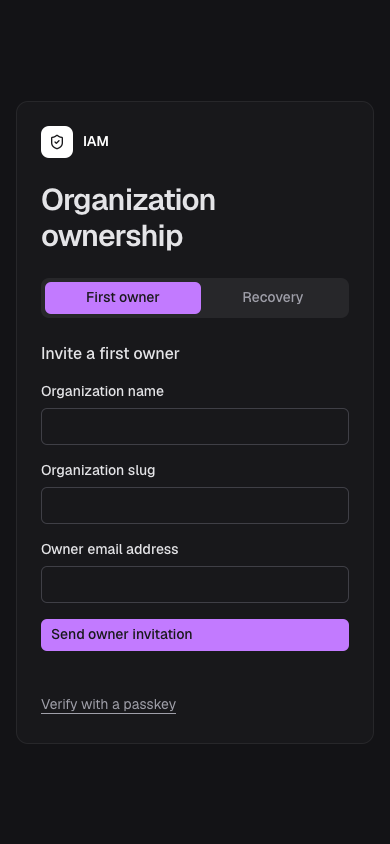 IAM
Organization
ownership
First owner
Recovery
Invite a first owner
Organization name
Organization slug
Owner email address
Send owner invitation
Verify with a passkey